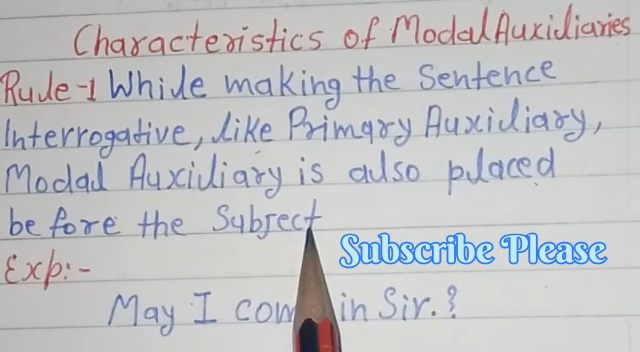 Characteristics of Modal Auxiliaries
Rule-1 While making the Sentence
Interrogative, like Primary Auxiliary,
Modal Auxiliary is also placed
before the Subject
Subscribe Please
Exp:-
May I in Sir.?